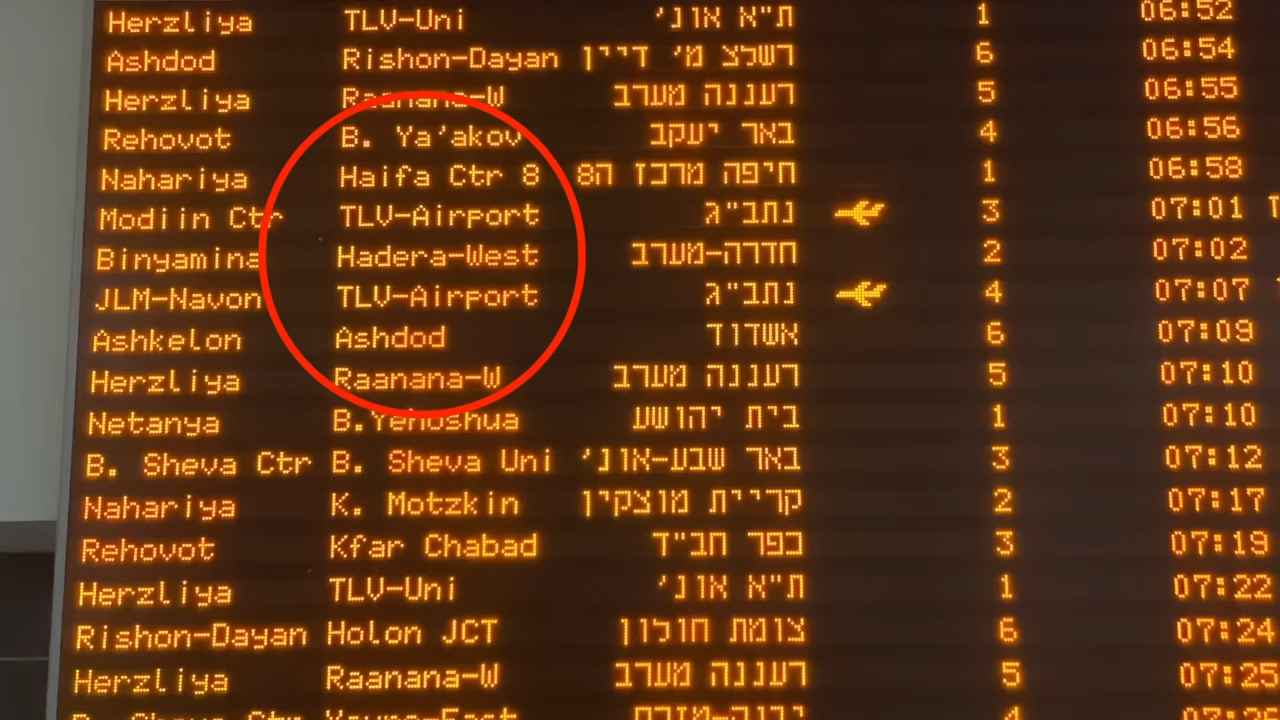 Herzliya TLV-Uni ת"א אונ' 1 06:52
Ashdod Rishon-Dayan רשלצ מ' דיין 6 06:54
Herzliya Raanana-W רעננה מערב 5 06:55
Rehovot B. Ya'akov באר יעקב 4 06:56
Nahariya Haifa Ctr 8 חיפה מרכז ה8 1 06:58
Modiin Ctr TLV-Airport נתב"ג 3 07:01
Binyamina Hadera-West חדרה-מערב 2 07:02
JLM-Navon TLV-Airport נתב"ג 4 07:07
Ashkelon Ashdod אשדוד 6 07:09
Herzliya Raanana-W רעננה מערב 5 07:10
Netanya B.Yehoshua בית יהושע 1 07:10
B. Sheva Ctr B. Sheva Uni באר שבע-אונ' 3 07:12
Nahariya K. Motzkin קריית מוצקין 2 07:17
Rehovot Kfar Chabad כפר חב"ד 3 07:19
Herzliya TLV-Uni ת"א אונ' 1 07:22
Rishon-Dayan Holon JCT צומת חולון 6 07:24
Herzliya Raanana-W רעננה מערב 5 07:25